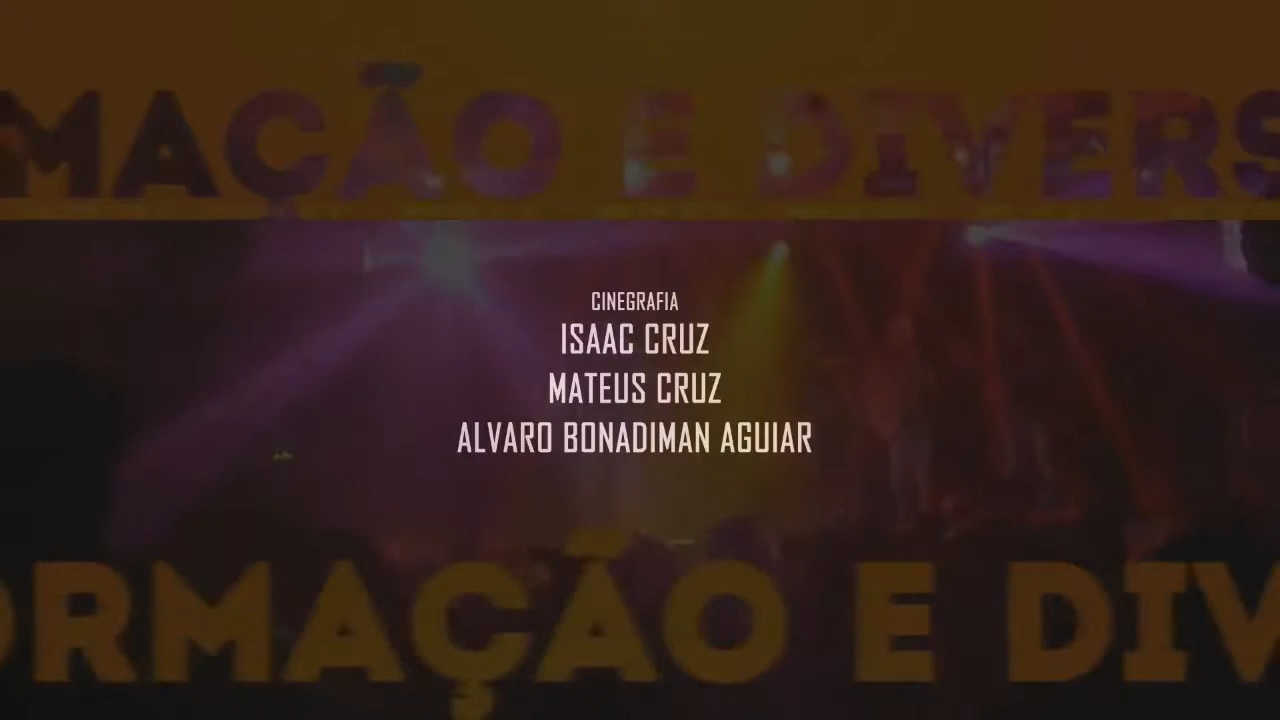 MAÇÃO E DIVERS
CINEGRAFIA
ISAAC CRUZ
MATEUS CRUZ
ALVARO BONADIMAN AGUIAR
ORMAÇÃO E DIV